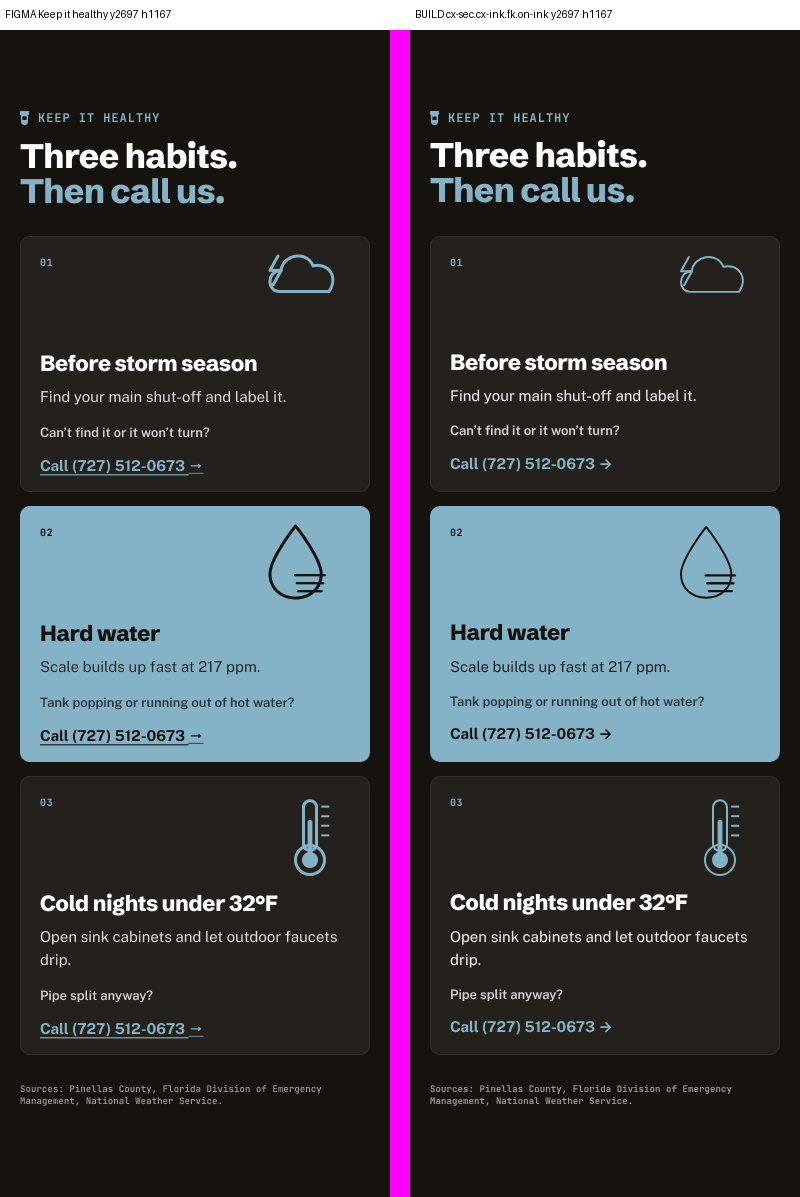 FIGMA Keep it healthy y2697 h1167
KEEP IT HEALTHY
Three habits.
Then call us.
01
Before storm season
Find your main shut-off and label it.
Can’t find it or it won’t turn?
Call (727) 512-0673 →
02
Hard water
Scale builds up fast at 217 ppm.
Tank popping or running out of hot water?
Call (727) 512-0673 →
03
Cold nights under 32°F
Open sink cabinets and let outdoor faucets
drip.
Pipe split anyway?
Call (727) 512-0673 →
Sources: Pinellas County, Florida Division of Emergency
Management, National Weather Service.
BUILD cx-sec.cx-ink.fk.on-ink y2697 h1167
KEEP IT HEALTHY
Three habits.
Then call us.
01
Before storm season
Find your main shut-off and label it.
Can’t find it or it won’t turn?
Call (727) 512-0673 →
02
Hard water
Scale builds up fast at 217 ppm.
Tank popping or running out of hot water?
Call (727) 512-0673 →
03
Cold nights under 32°F
Open sink cabinets and let outdoor faucets
drip.
Pipe split anyway?
Call (727) 512-0673 →
Sources: Pinellas County, Florida Division of Emergency
Management, National Weather Service.